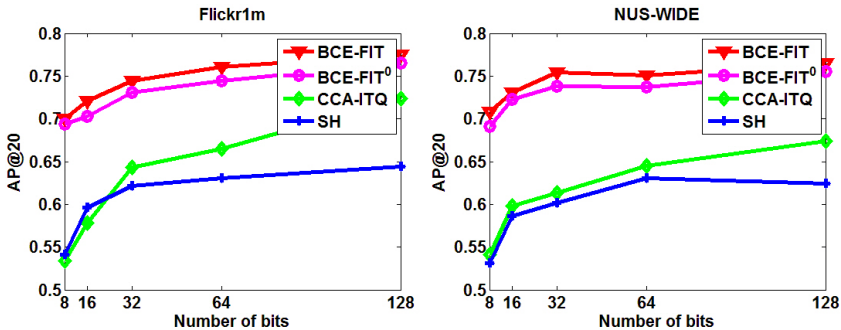 Flickr1m
0.8
0.75
0.7
0.65
0.6
0.55
0.5
AP@20
8 16 32 64 128
Number of bits
BCE-FIT
BCE-FIT⁰
CCA-ITQ
SH
NUS-WIDE
0.8
0.75
0.7
0.65
0.6
0.55
0.5
AP@20
8 16 32 64 128
Number of bits
BCE-FIT
BCE-FIT⁰
CCA-ITQ
SH